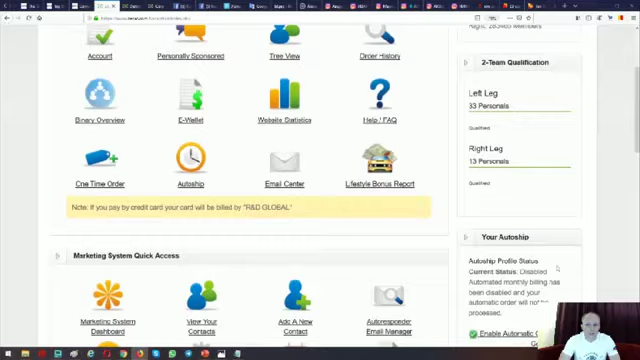 Right, 283403 Members
Account
Personally Sponsored
Tree View
Order History
2-Team Qualification
Left Leg
33 Personals
Qualified
Binary Overview
E-Wallet
Website Statistics
Help / FAQ
Right Leg
13 Personals
Qualified
One Time Order
Autoship
Email Center
Lifestyle Bonus Report
Note: If you pay by credit card your card will be billed by "R&D GLOBAL"
Your Autoship
Autoship Profile Status
Current Status: Disabled
Automated monthly billing has
been disabled and your
automatic order will not be
processed.
Enable Automatic
Marketing System Quick Access
Marketing System
Dashboard
View Your
Contacts
Add A New
Contact
Autoresponder
Email Manager